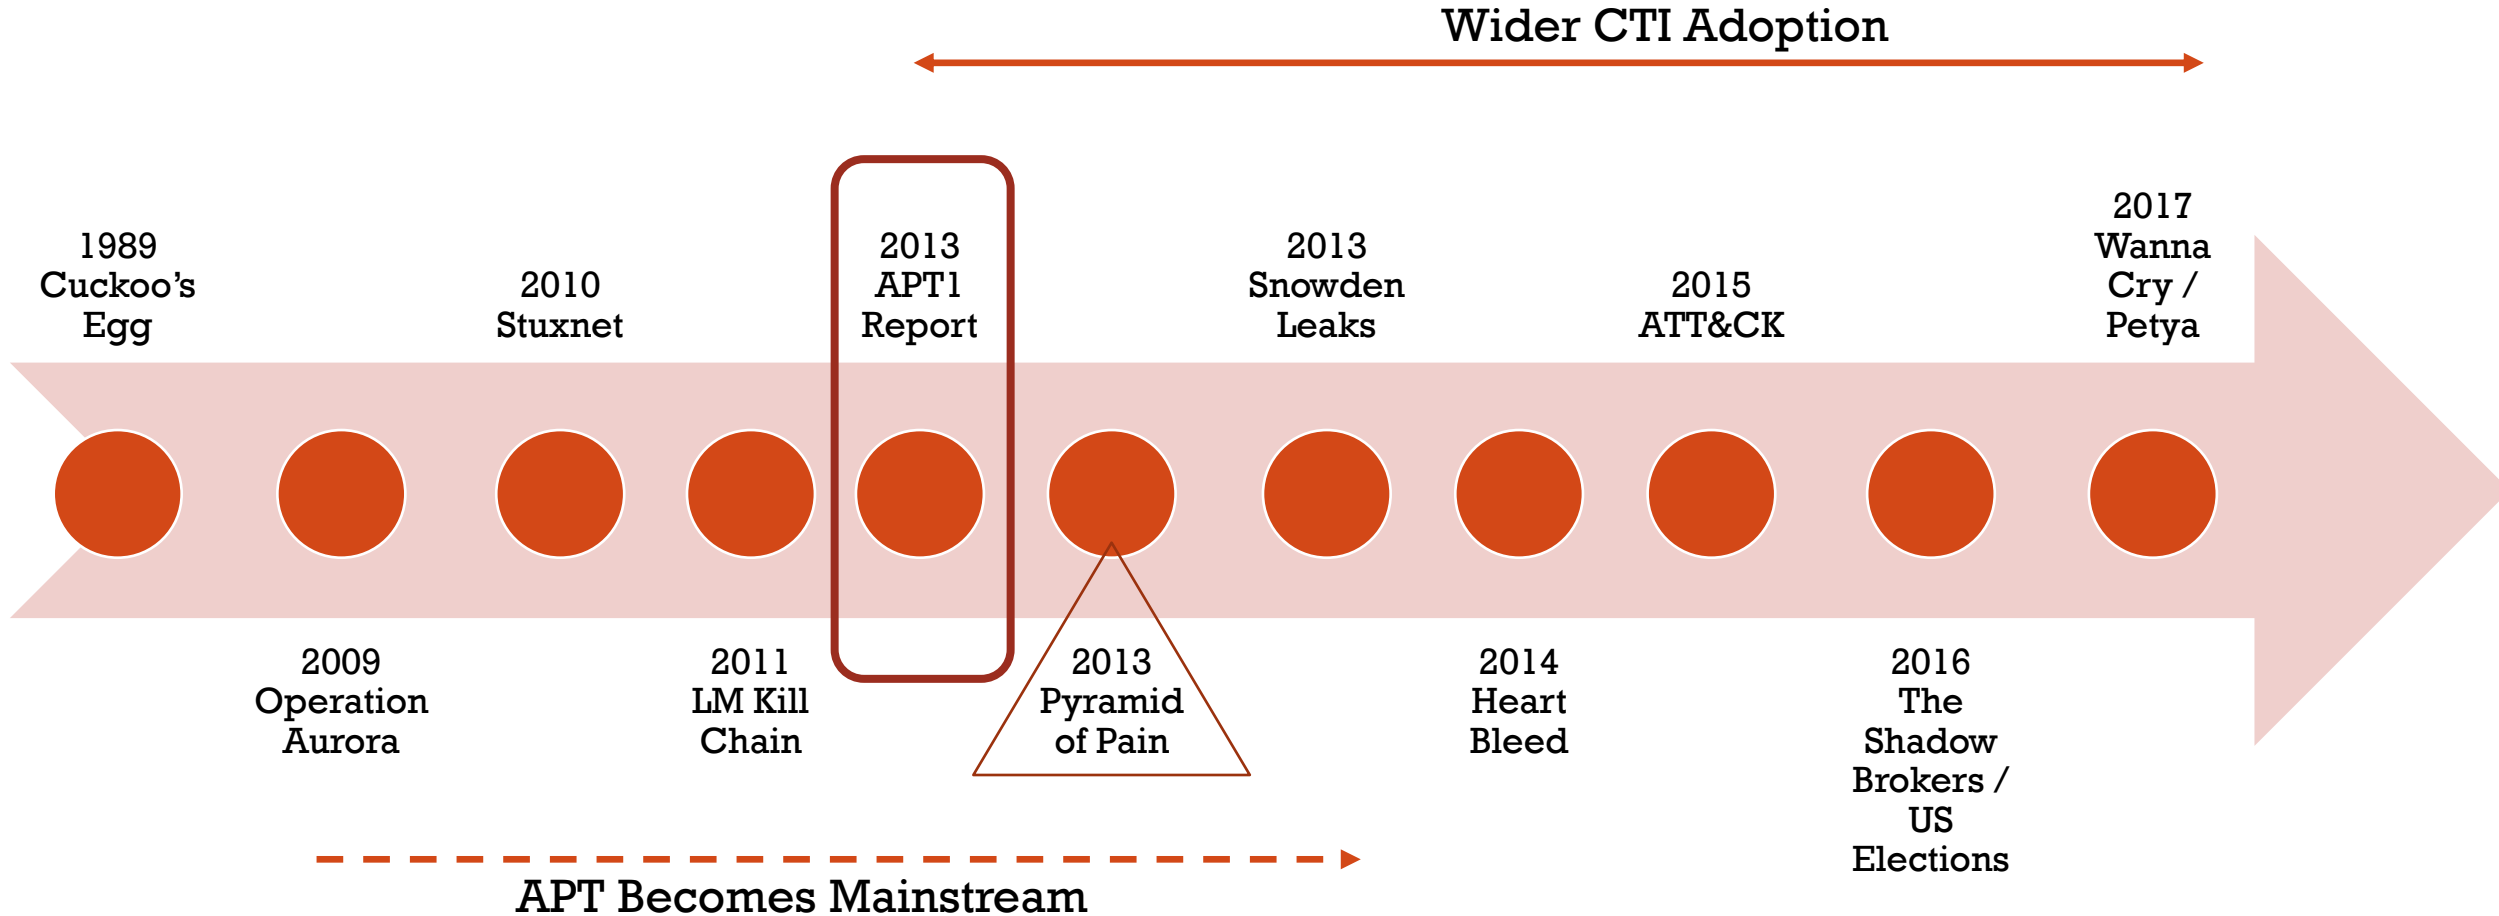 Wider CTI Adoption
1989
Cuckoo’s
Egg
2010
Stuxnet
2013
APT1
Report
2013
Snowden
Leaks
2015
ATT&CK
2017
Wanna
Cry /
Petya
2009
Operation
Aurora
2011
LM Kill
Chain
2013
Pyramid
of Pain
2014
Heart
Bleed
2016
The
Shadow
Brokers /
US
Elections
APT Becomes Mainstream